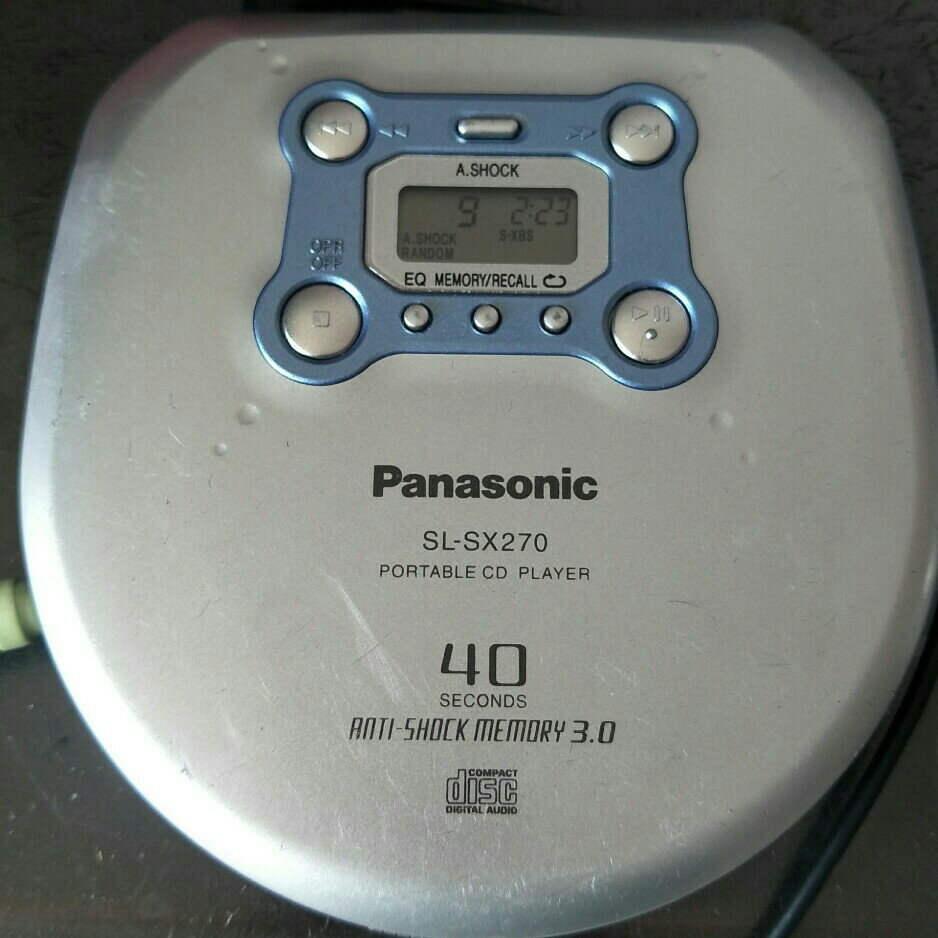 A.SHOCK
9 2:23
A.SHOCK S-XBS
RANDOM
OPR
OFF
EQ MEMORY/RECALL
Panasonic
SL-SX270
PORTABLE CD PLAYER
40
SECONDS
ANTI-SHOCK MEMORY 3.0
COMPACT
disc
DIGITAL AUDIO